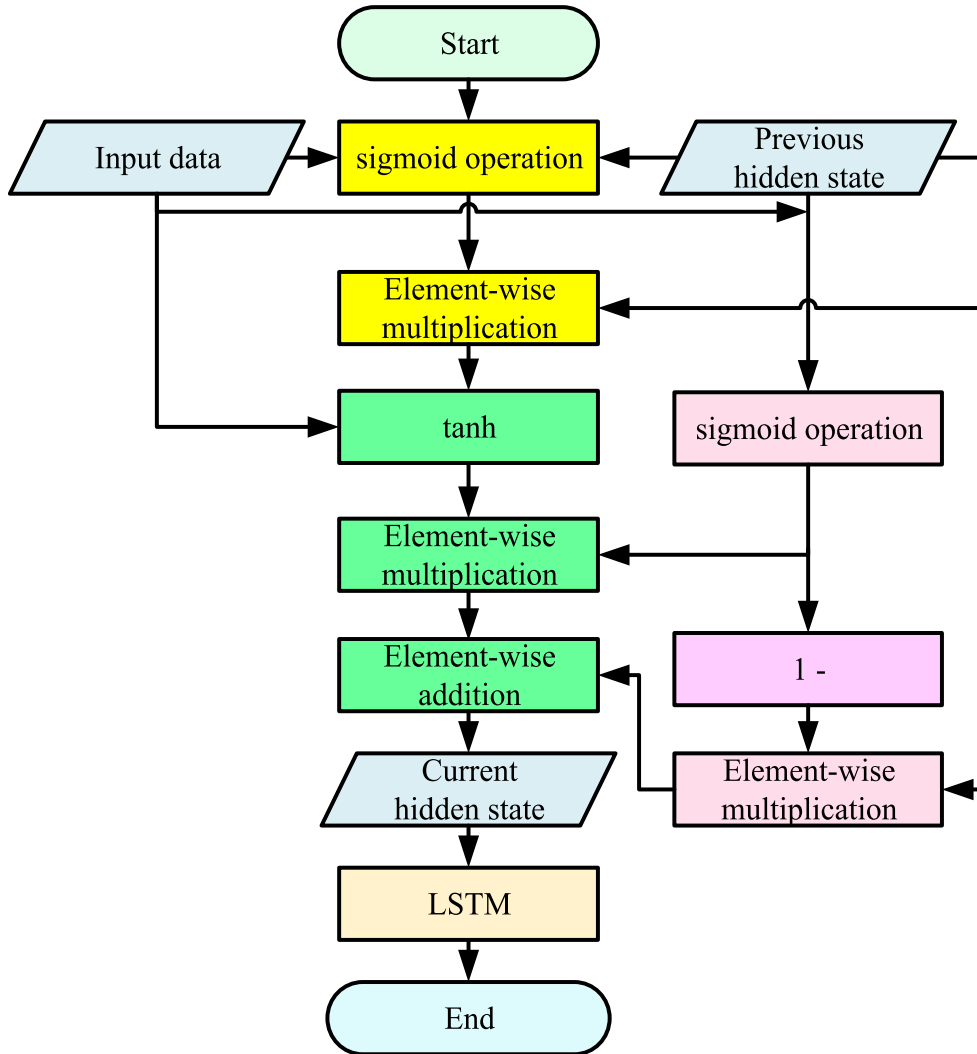 Start
Input data
sigmoid operation
Previous
hidden state
Element-wise
multiplication
tanh
sigmoid operation
Element-wise
multiplication
Element-wise
addition
1 -
Current
hidden state
Element-wise
multiplication
LSTM
End